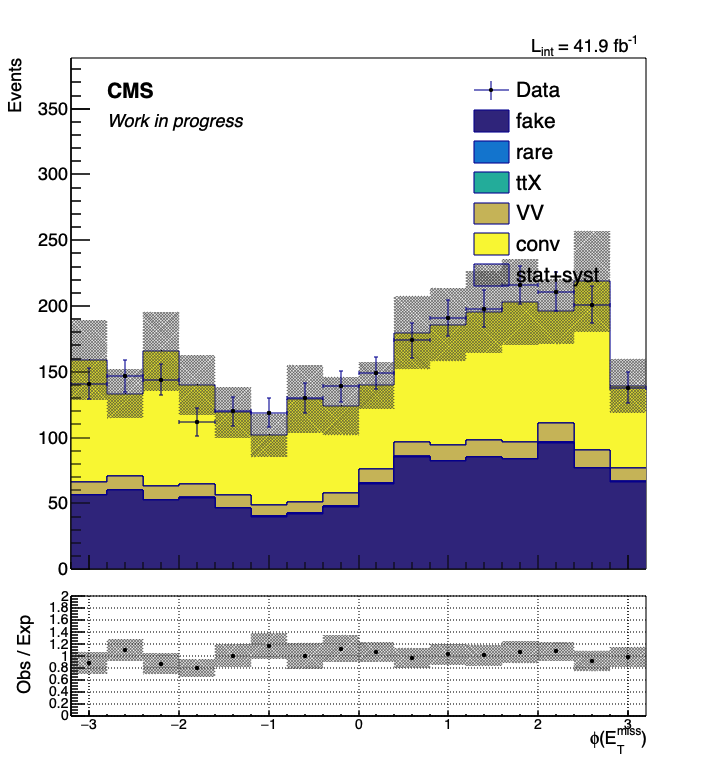 L_int = 41.9 fb⁻¹
Events
CMS
Work in progress
Data
fake
rare
ttX
VV
conv
stat+syst
350
300
250
200
150
100
50
0
Obs / Exp
2
1.8
1.6
1.4
1.2
1
0.8
0.6
0.4
0.2
0
−3 −2 −1 0 1 2 3
ϕ(E_T^miss)